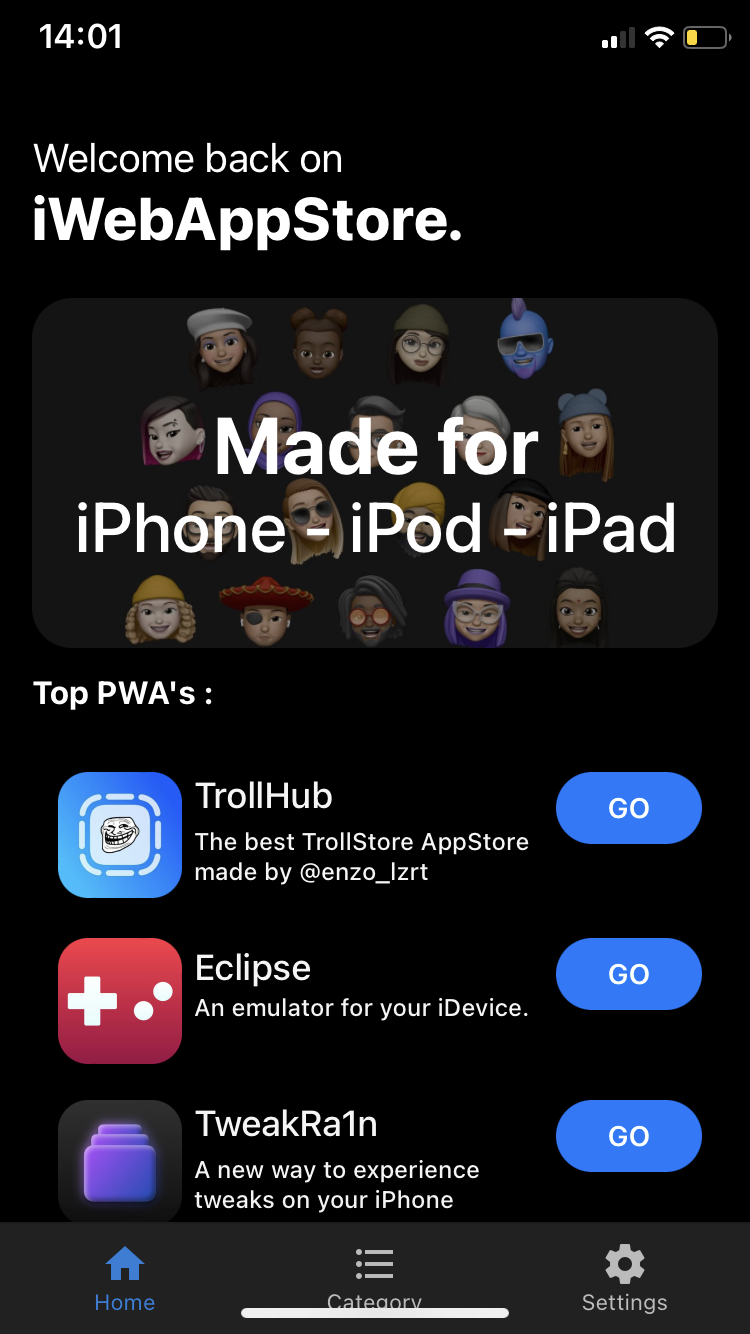 14:01
Welcome back on
iWebAppStore.
Made for
iPhone - iPod - iPad
Top PWA's :
TrollHub
The best TrollStore AppStore
made by @enzo_lzrt
GO
Eclipse
An emulator for your iDevice.
GO
TweakRa1n
A new way to experience
tweaks on your iPhone
GO
Home
Category
Settings